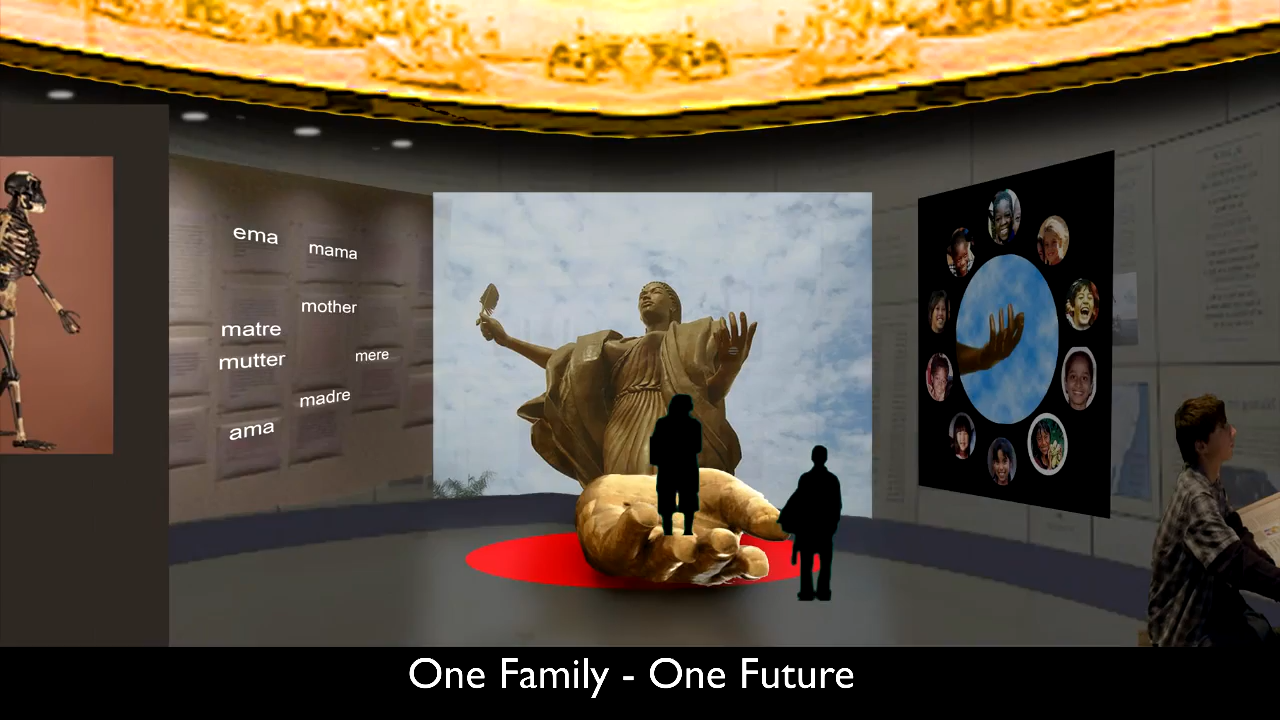 ema
mama
mother
matre
mutter
mere
madre
ama
One Family - One Future